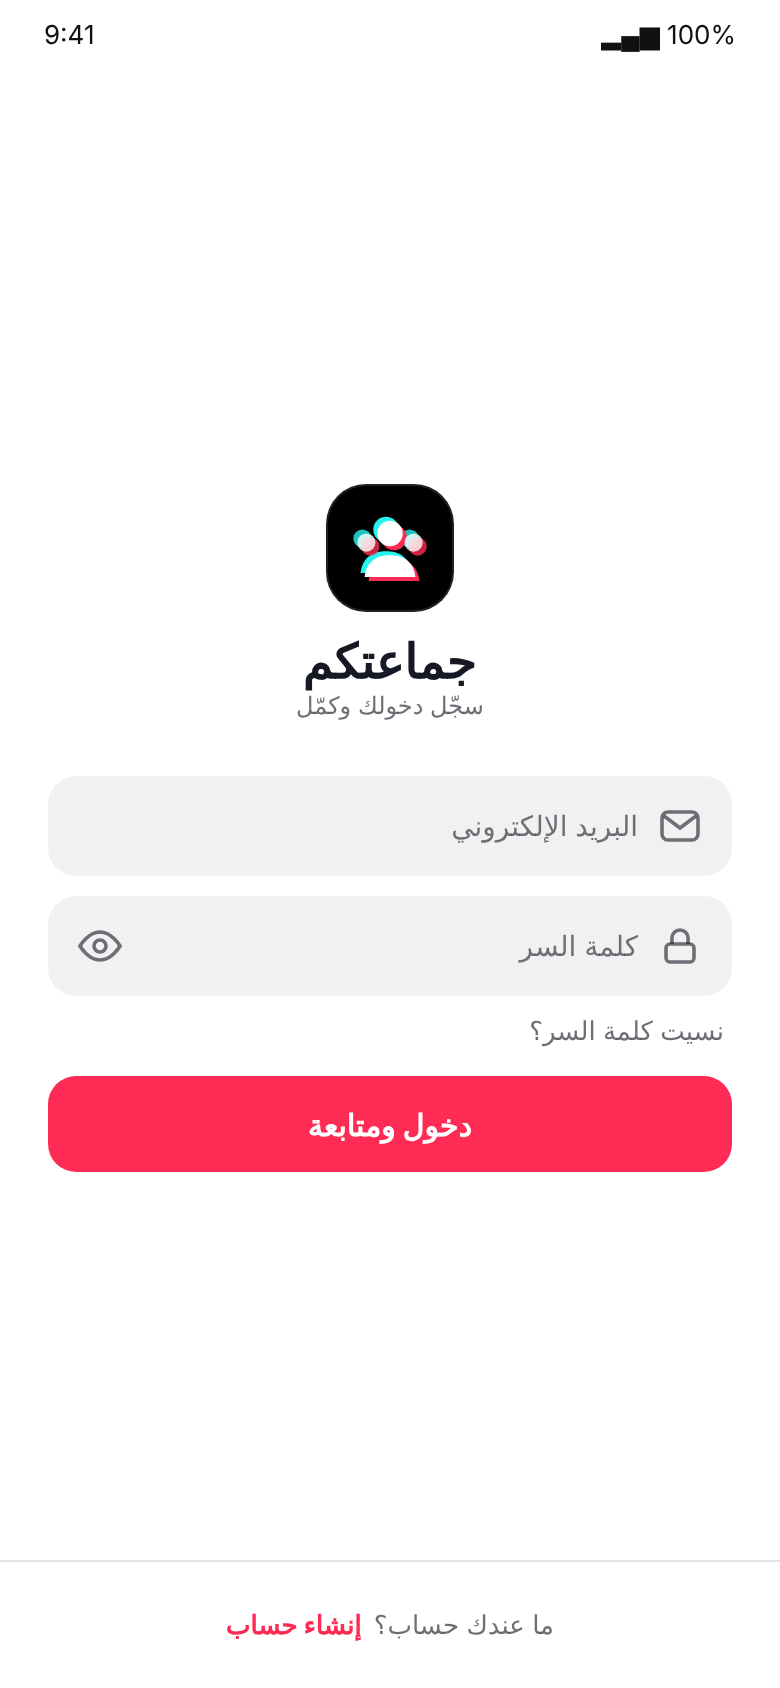 9:41 100%
جماعتكم
سجّل دخولك وكمّل
البريد الإلكتروني
كلمة السر
نسيت كلمة السر؟
دخول ومتابعة
ما عندك حساب؟ إنشاء حساب